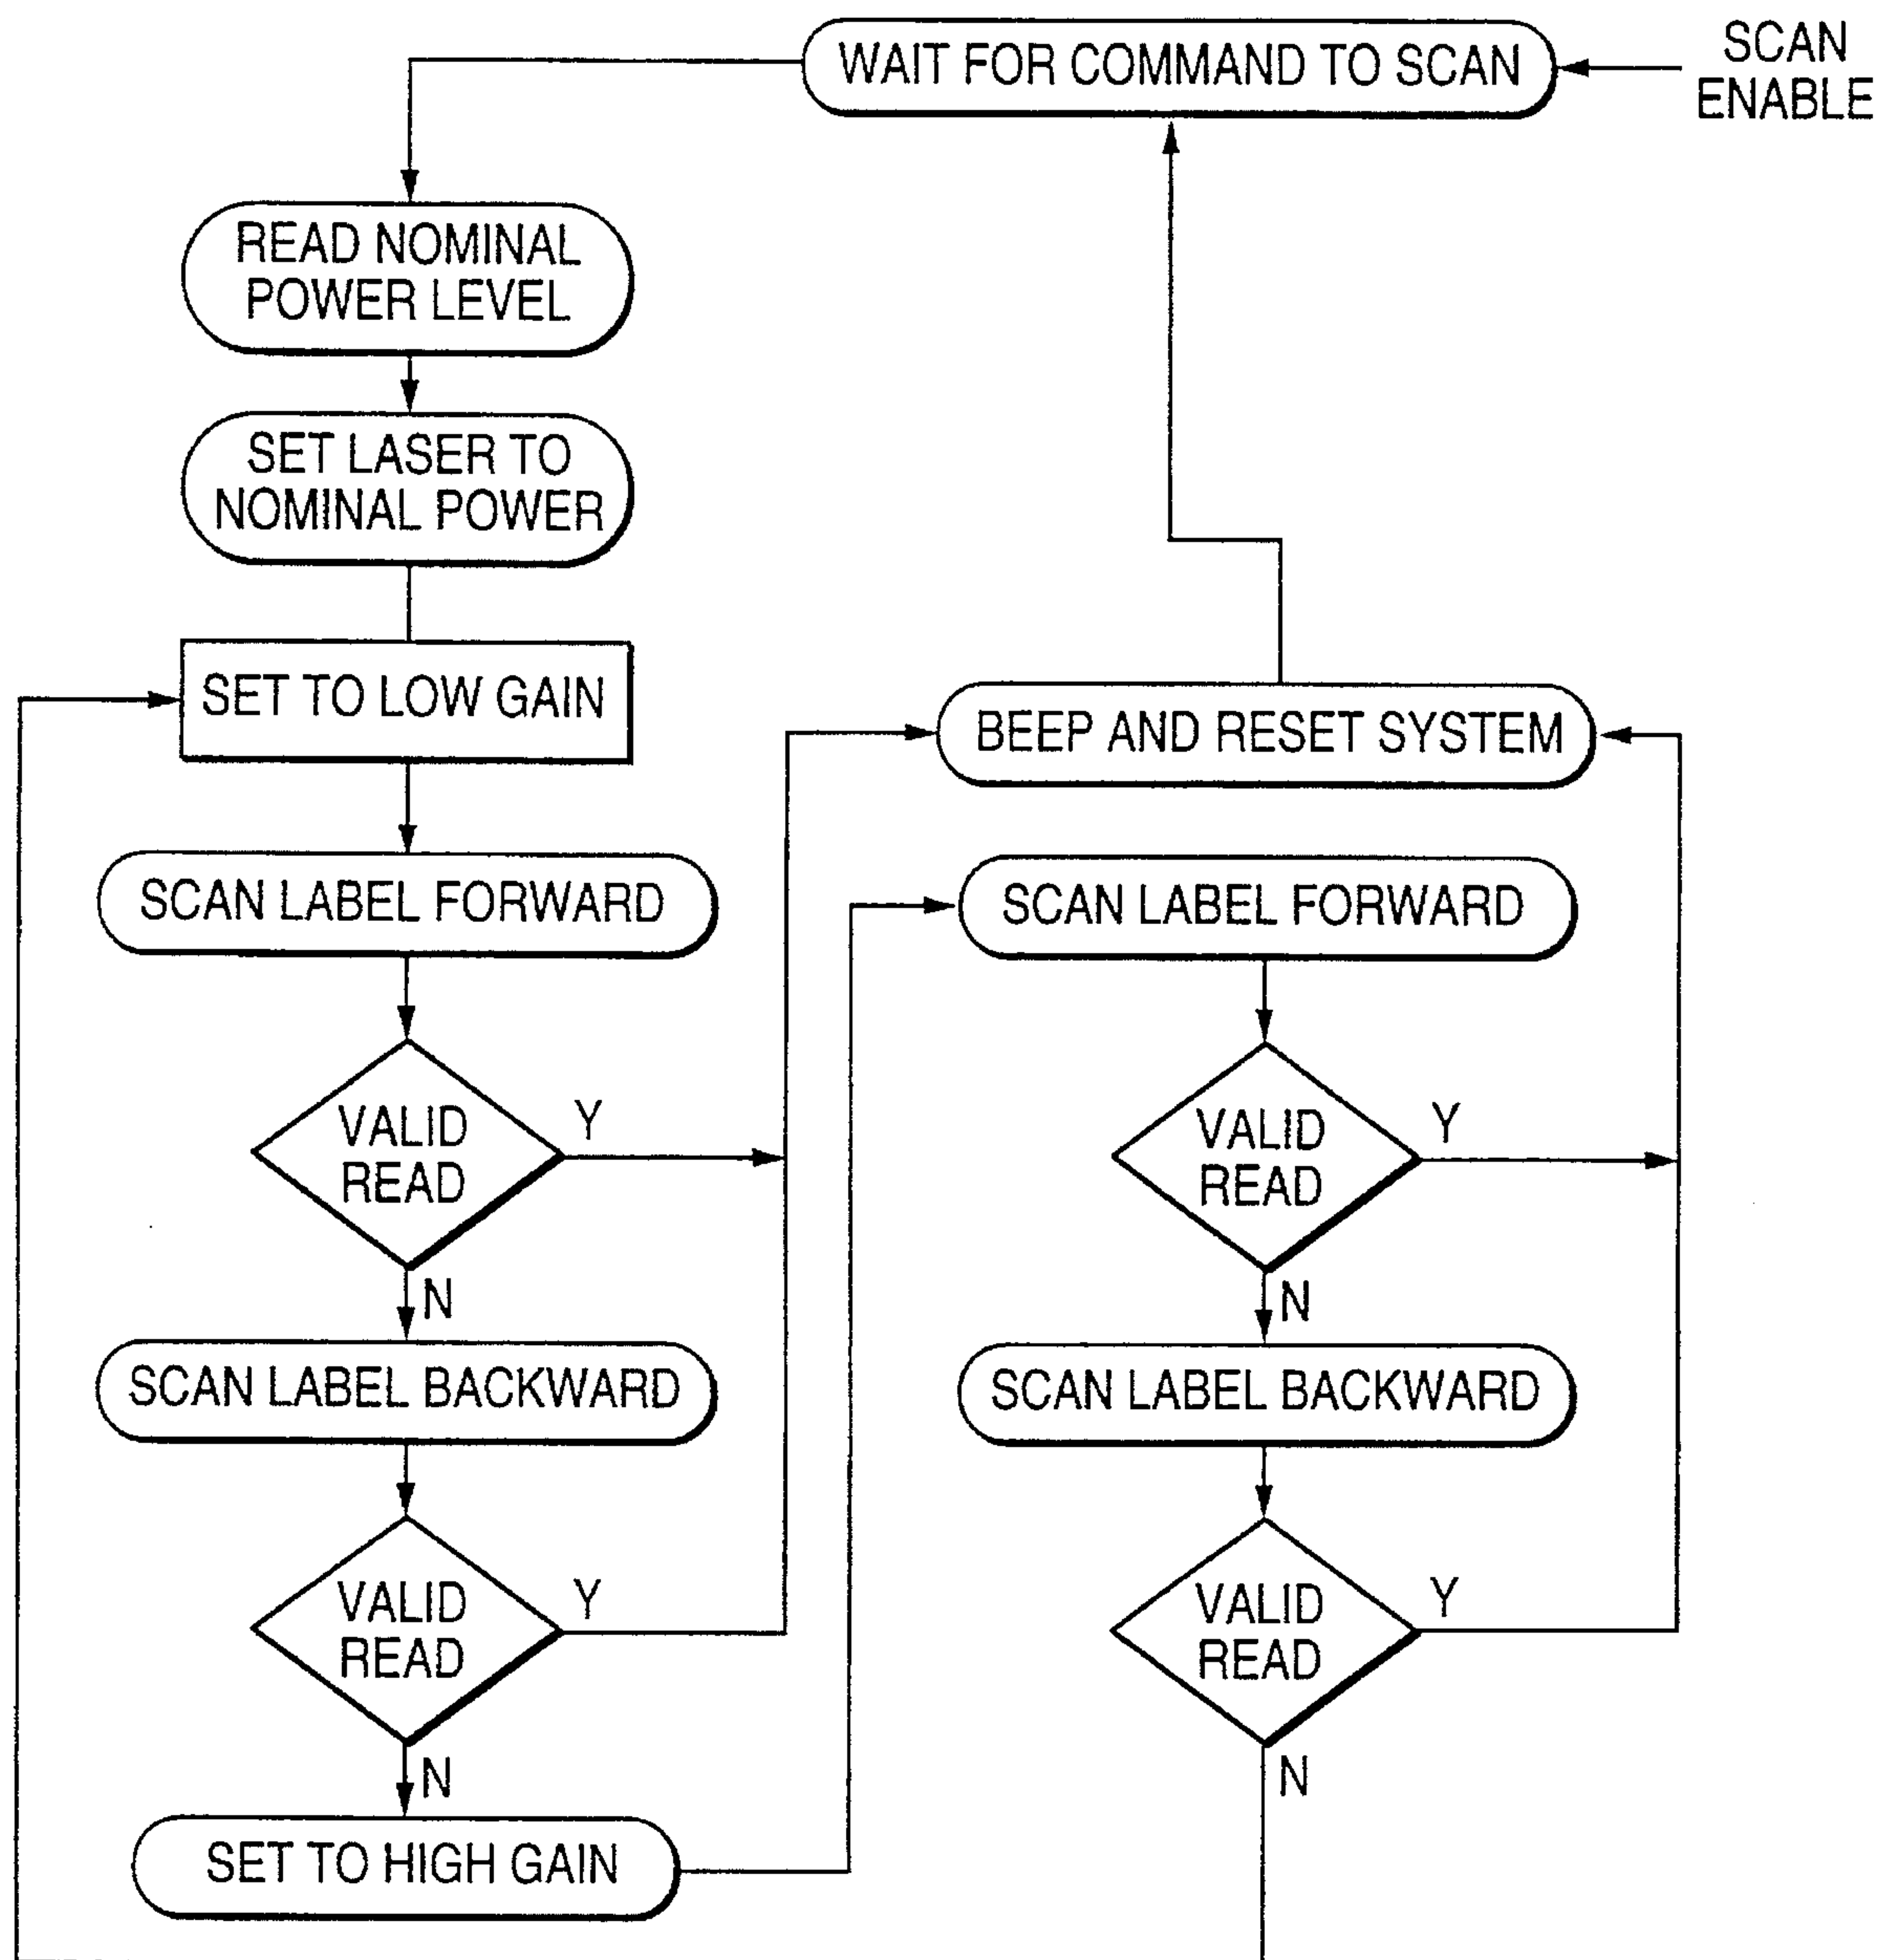 WAIT FOR COMMAND TO SCAN
SCAN
ENABLE
READ NOMINAL
POWER LEVEL
SET LASER TO
NOMINAL POWER
SET TO LOW GAIN
BEEP AND RESET SYSTEM
SCAN LABEL FORWARD
SCAN LABEL FORWARD
VALID
READ
Y
VALID
READ
Y
N
N
SCAN LABEL BACKWARD
SCAN LABEL BACKWARD
VALID
READ
Y
VALID
READ
Y
N
N
SET TO HIGH GAIN